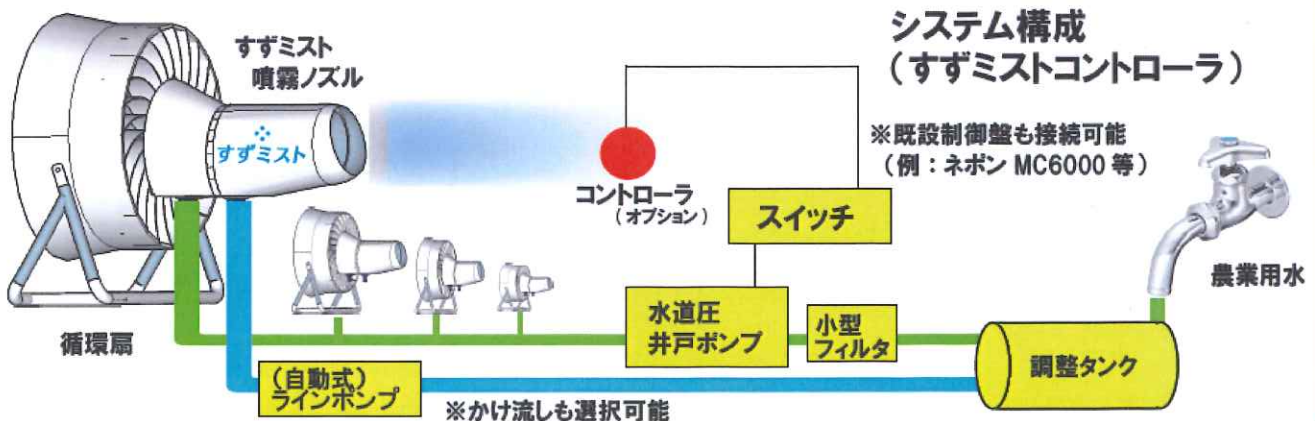 システム構成
(すずミストコントローラ)
すずミスト
噴霧ノズル
すずミスト
※既設制御盤も接続可能
(例:ネポン MC6000 等)
コントローラ
(オプション)
スイッチ
農業用水
循環扇
水道圧
井戸ポンプ
小型
フィルタ
調整タンク
(自動式)
ラインポンプ
※かけ流しも選択可能